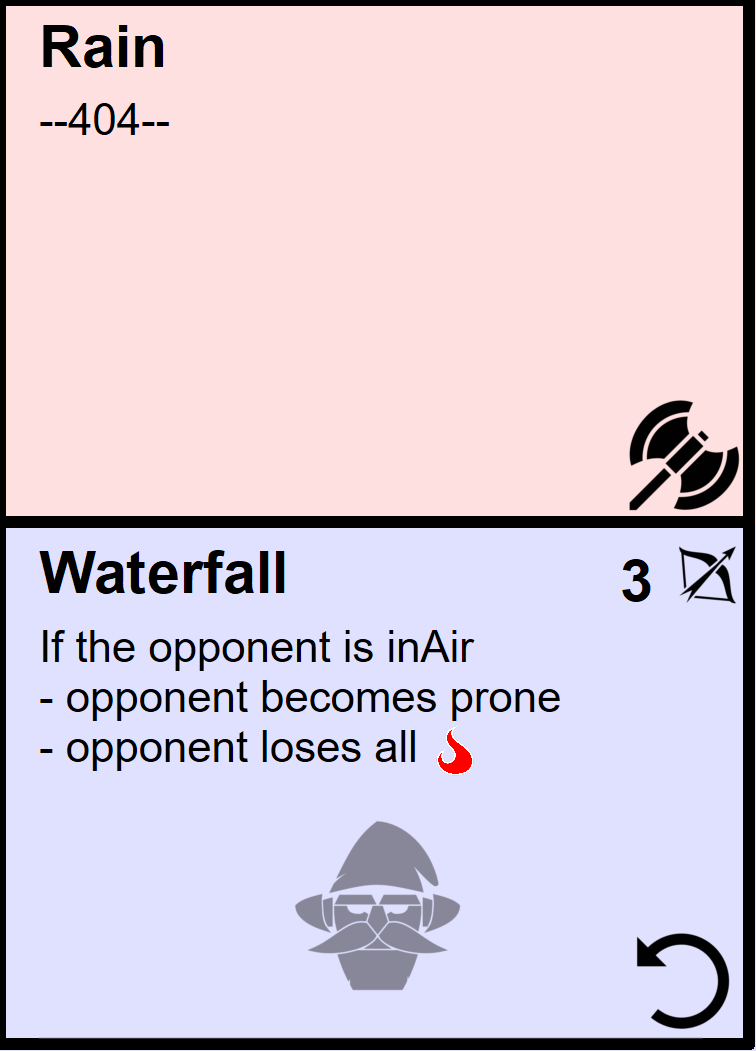 Rain
--404--
Waterfall 3
If the opponent is inAir
- opponent becomes prone
- opponent loses all